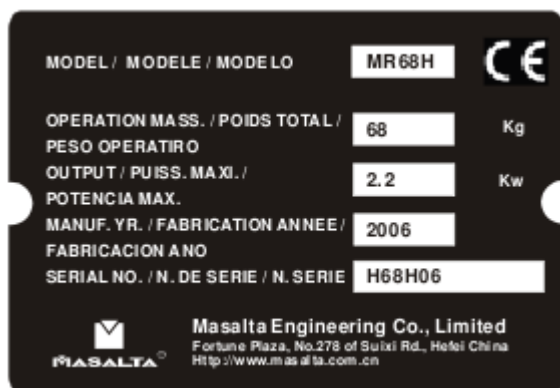 MODEL / MODELE / MODELO MR68H CE
OPERATION MASS. / POIDS TOTAL / 68 Kg
PESO OPERATIRO
OUTPUT / PUISS. MAXI. / 2.2 Kw
POTENCIA MAX.
MANUF. YR. / FABRICATION ANNEE / 2006
FABRICACION ANO
SERIAL NO. / N. DE SERIE / N. SERIE H68H06
Masalta Engineering Co., Limited
Fortune Plaza, No.278 of Suixi Rd., Hefei China
MASALTA Http://www.masalta.com.cn